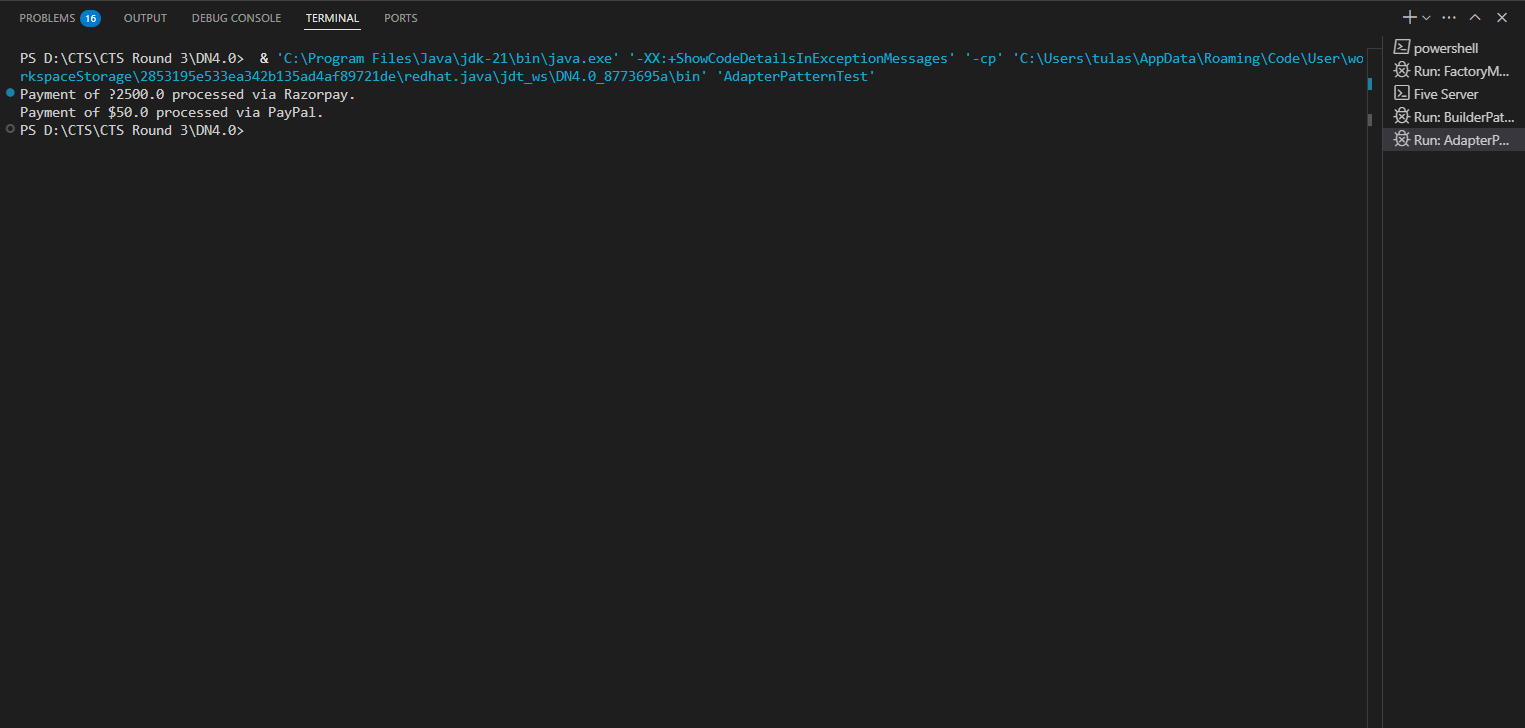 PROBLEMS 16 OUTPUT DEBUG CONSOLE TERMINAL PORTS
PS D:\CTS\CTS Round 3\DN4.0>  & 'C:\Program Files\Java\jdk-21\bin\java.exe' '-XX:+ShowCodeDetailsInExceptionMessages' '-cp' 'C:\Users\tulas\AppData\Roaming\Code\User\wo
rkspaceStorage\2853195e533ea342b135ad4af89721de\redhat.java\jdt_ws\DN4.0_8773695a\bin' 'AdapterPatternTest'
Payment of ?2500.0 processed via Razorpay.
Payment of $50.0 processed via PayPal.
PS D:\CTS\CTS Round 3\DN4.0>
powershell
Run: FactoryM...
Five Server
Run: BuilderPat...
Run: AdapterP...